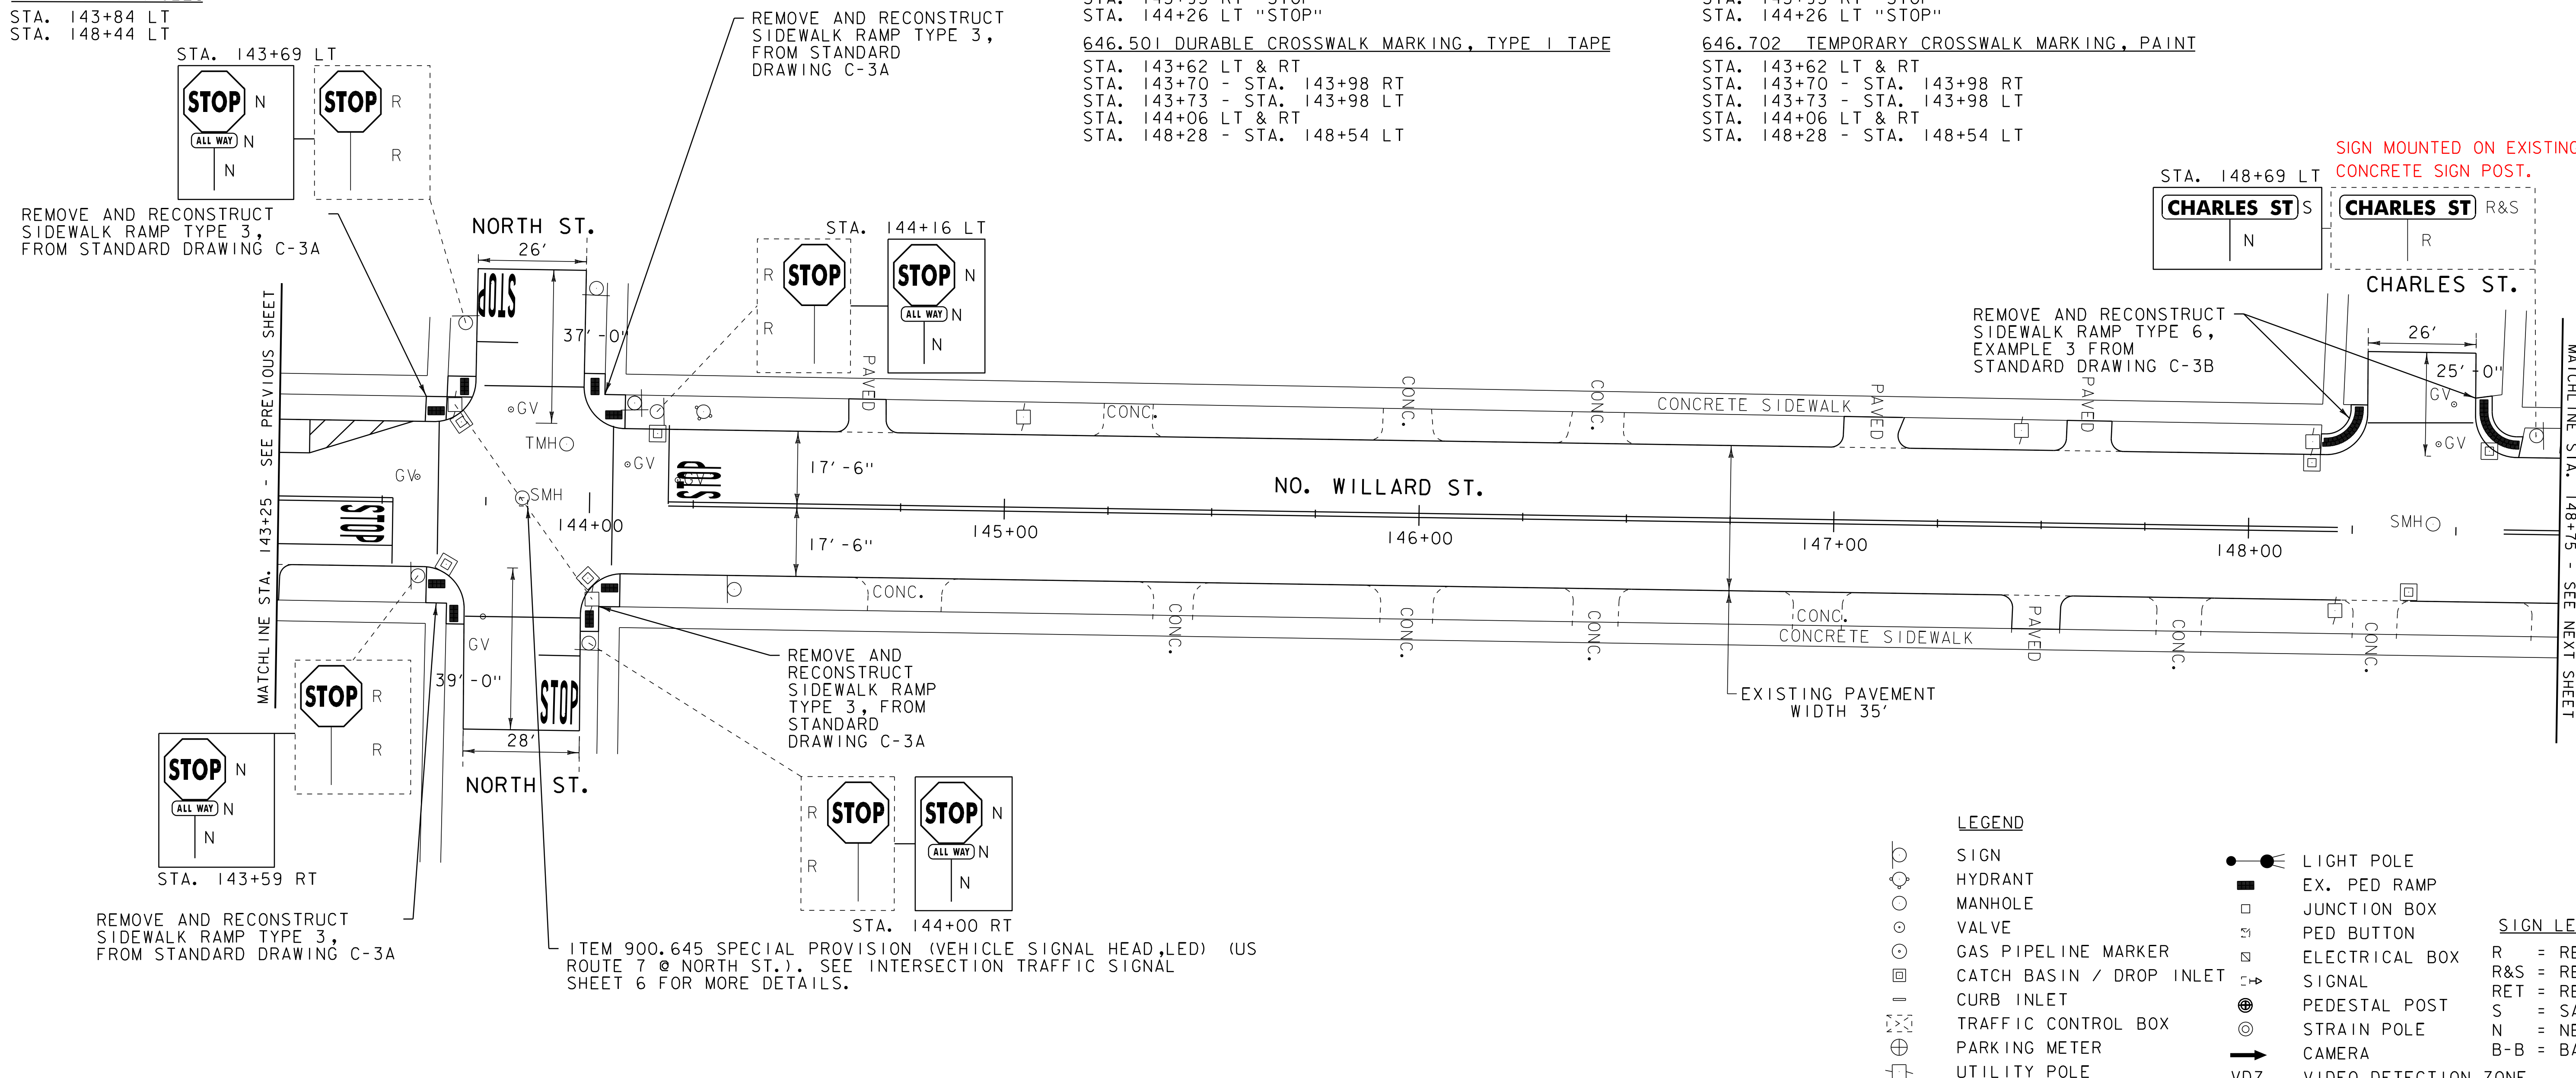 STA. 143+84 LT
STA. 148+44 LT
STA. 144+26 LT "STOP"
646.501 DURABLE CROSSWALK MARKING, TYPE I TAPE
STA. 143+62 LT & RT
STA. 143+70 - STA. 143+98 RT
STA. 143+73 - STA. 143+98 LT
STA. 144+06 LT & RT
STA. 148+28 - STA. 148+54 LT
STA. 144+26 LT "STOP"
646.702 TEMPORARY CROSSWALK MARKING, PAINT
STA. 143+62 LT & RT
STA. 143+70 - STA. 143+98 RT
STA. 143+73 - STA. 143+98 LT
STA. 144+06 LT & RT
STA. 148+28 - STA. 148+54 LT
REMOVE AND RECONSTRUCT
SIDEWALK RAMP TYPE 3,
FROM STANDARD
DRAWING C-3A
STA. 143+69 LT
STOP N
ALL WAY N
N
STOP R
R
REMOVE AND RECONSTRUCT
SIDEWALK RAMP TYPE 3,
FROM STANDARD DRAWING C-3A
NORTH ST.
26'
STOP
37'-0"
STA. 144+16 LT
R STOP
R
STOP N
ALL WAY N
N
SIGN MOUNTED ON EXISTING
CONCRETE SIGN POST.
STA. 148+69 LT
CHARLES ST S
N
CHARLES ST R&S
R
CHARLES ST.
26'
25'-0"
REMOVE AND RECONSTRUCT
SIDEWALK RAMP TYPE 6,
EXAMPLE 3 FROM
STANDARD DRAWING C-3B
MATCHLINE STA. 143+25 - SEE PREVIOUS SHEET
MATCHLINE STA. 148+75 - SEE NEXT SHEET
PAVED
CONC.
CONC.
CONC.
CONCRETE SIDEWALK
PAVED
PAVED
GV
TMH
GV
GV
GV
GV
GV
STOP
STOP
SMH
17'-6"
17'-6"
NO. WILLARD ST.
144+00
145+00
146+00
147+00
148+00
SMH
CONC.
CONC.
CONC.
CONC.
CONC.
CONCRETE SIDEWALK
PAVED
CONC.
CONC.
GV
39'-0"
STOP
28'
NORTH ST.
STOP R
R
STOP N
ALL WAY N
N
STA. 143+59 RT
REMOVE AND RECONSTRUCT
SIDEWALK RAMP TYPE 3,
FROM STANDARD DRAWING C-3A
REMOVE AND
RECONSTRUCT
SIDEWALK RAMP
TYPE 3, FROM
STANDARD
DRAWING C-3A
EXISTING PAVEMENT
WIDTH 35'
R STOP
R
STOP N
ALL WAY N
N
STA. 144+00 RT
ITEM 900.645 SPECIAL PROVISION (VEHICLE SIGNAL HEAD,LED) (US
ROUTE 7 @ NORTH ST.). SEE INTERSECTION TRAFFIC SIGNAL
SHEET 6 FOR MORE DETAILS.
LEGEND
SIGN
HYDRANT
MANHOLE
VALVE
GAS PIPELINE MARKER
CATCH BASIN / DROP INLET
CURB INLET
TRAFFIC CONTROL BOX
PARKING METER
UTILITY POLE
LIGHT POLE
EX. PED RAMP
JUNCTION BOX
PED BUTTON
ELECTRICAL BOX
SIGNAL
PEDESTAL POST
STRAIN POLE
CAMERA
VDZ VIDEO DETECTION ZONE
SIGN LE
R = RE
R&S = RE
RET = RE
S = SA
N = NE
B-B = BA